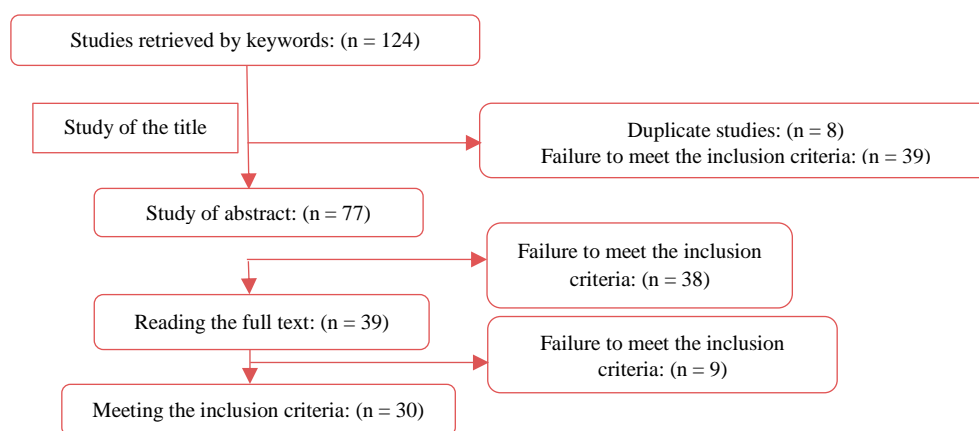 Studies retrieved by keywords: (n = 124)
Study of the title
Duplicate studies: (n = 8)
Failure to meet the inclusion criteria: (n = 39)
Study of abstract: (n = 77)
Failure to meet the inclusion
criteria: (n = 38)
Reading the full text: (n = 39)
Failure to meet the inclusion
criteria: (n = 9)
Meeting the inclusion criteria: (n = 30)